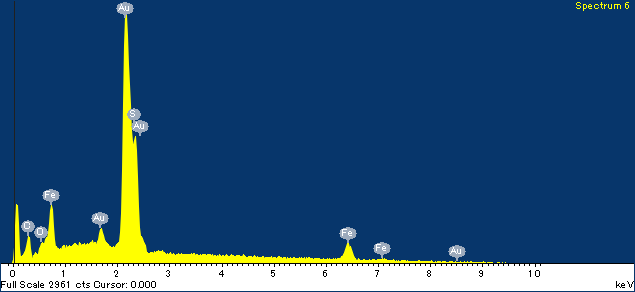 Spectrum 6
Au
S
Au
Fe
O
Au
Fe
Fe
Au
0 1 2 3 4 5 6 7 8 9 10
Full Scale 2961 cts Cursor: 0.000 keV